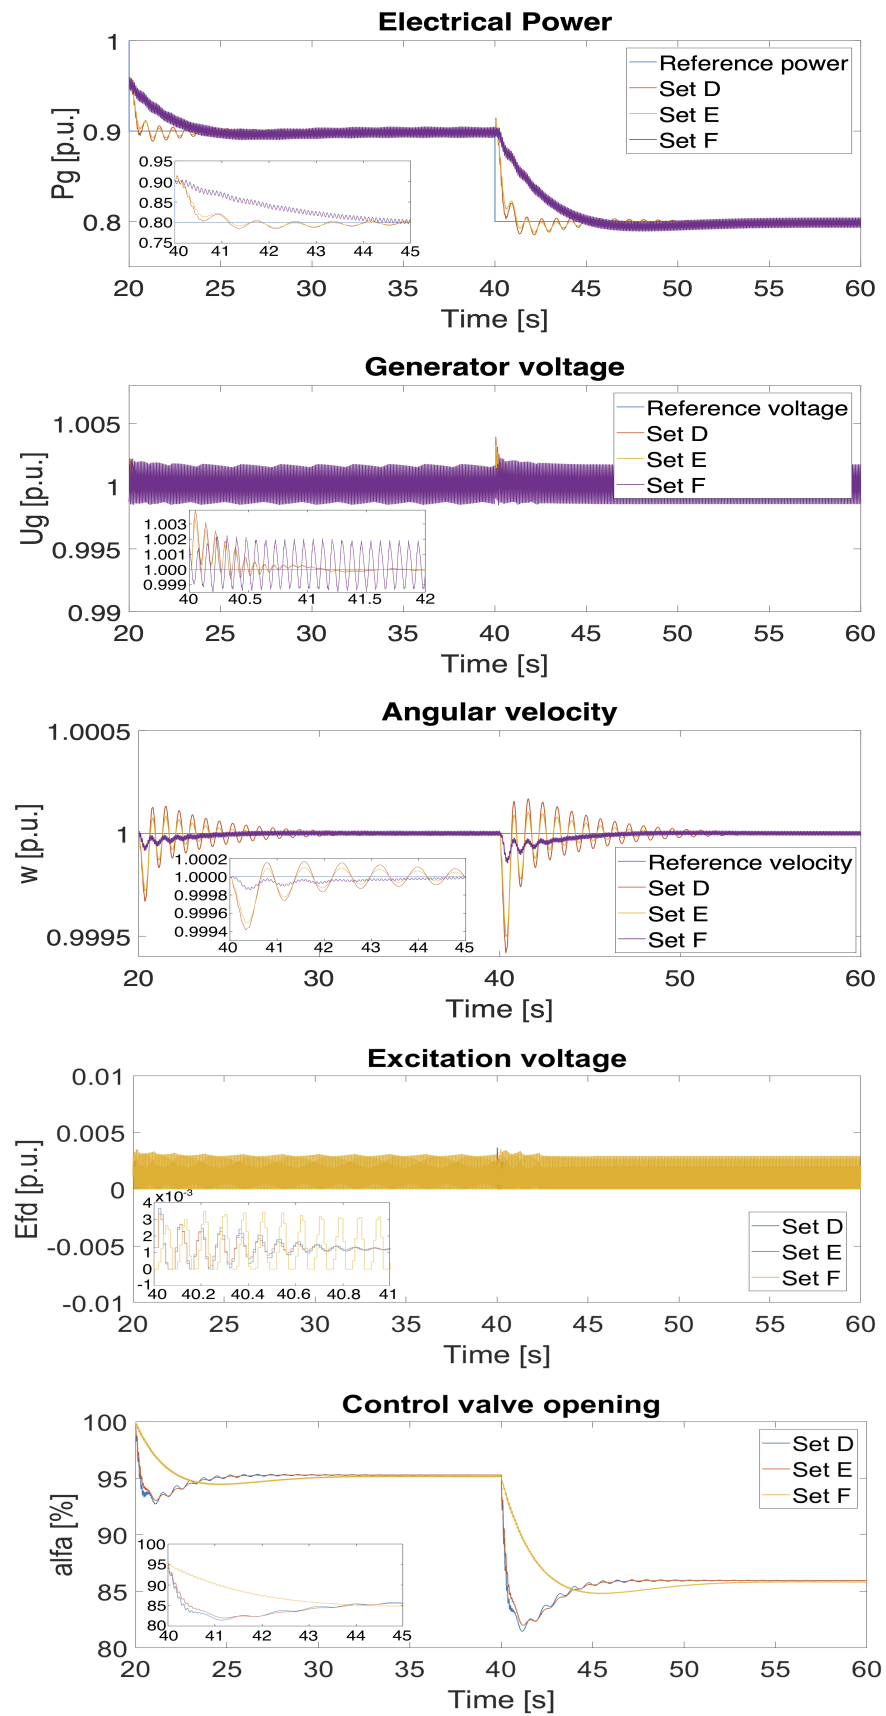 Electrical Power
1
0.9
0.8
Pg [p.u.]
Reference power
Set D
Set E
Set F
0.95
0.90
0.85
0.80
0.75
40 41 42 43 44 45
20 25 30 35 40 45 50 55 60
Time [s]
Generator voltage
1.005
1
0.995
0.99
Ug [p.u.]
Reference voltage
Set D
Set E
Set F
1.003
1.002
1.001
1.000
0.999
40 40.5 41 41.5 42
20 25 30 35 40 45 50 55 60
Time [s]
Angular velocity
1.0005
1
0.9995
w [p.u.]
Reference velocity
Set D
Set E
Set F
1.0002
1.0000
0.9998
0.9996
0.9994
40 41 42 43 44 45
20 30 40 50 60
Time [s]
Excitation voltage
0.01
0.005
0
-0.005
-0.01
Efd [p.u.]
Set D
Set E
Set F
×10⁻³
4
3
2
1
0
-1
40 40.2 40.4 40.6 40.8 41
20 25 30 35 40 45 50 55 60
Time [s]
Control valve opening
100
95
90
85
80
alfa [%]
Set D
Set E
Set F
100
95
90
85
80
40 41 42 43 44 45
20 25 30 35 40 45 50 55 60
Time [s]